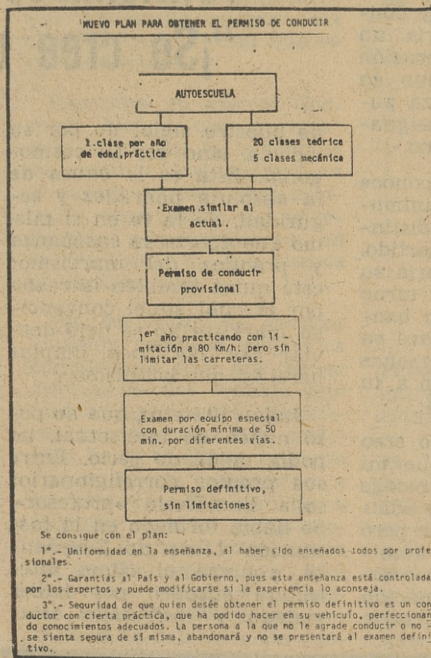 NUEVO PLAN PARA OBTENER EL PERMISO DE CONDUCIR
AUTOESCUELA
1.clase por año
de edad,práctica
20 clases teórica
5 clases mecánica
Examen similar al
actual.
Permiso de conducir
provisional
1er año practicando con li-
mitación a 80 Km/h. pero sin
limitar las carreteras.
Examen por equipo especial
con duración mínima de 50
min. por diferentes vías.
Permiso definitivo,
sin limitaciones.
Se consigue con el plan:
1º.- Uniformidad en la enseñanza, al haber sido enseñados todos por profe
sionales.
2º.- Garantías al País y al Gobierno, pues esta enseñanza está controlada
por los expertos y puede modificarse si la experiencia lo aconseja.
3º.- Seguridad de que quien desée obtener el permiso definitivo es un con
ductor con cierta práctica, que ha podido hacer en su vehículo, perfeccionan
do conocimientos adecuados. La persona a la que no le agrade conducir o no -
se sienta segura de sí misma, abandonará y no se presentará al examen defini
tivo.